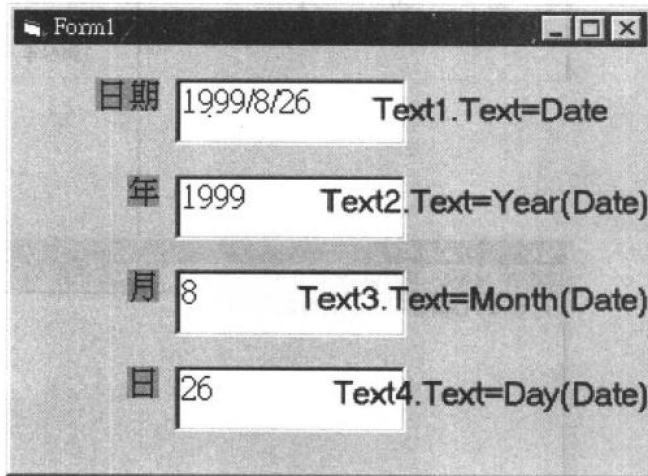 Form1
日期 1999/8/26 Text1.Text=Date
年 1999 Text2.Text=Year(Date)
月 8 Text3.Text=Month(Date)
日 26 Text4.Text=Day(Date)